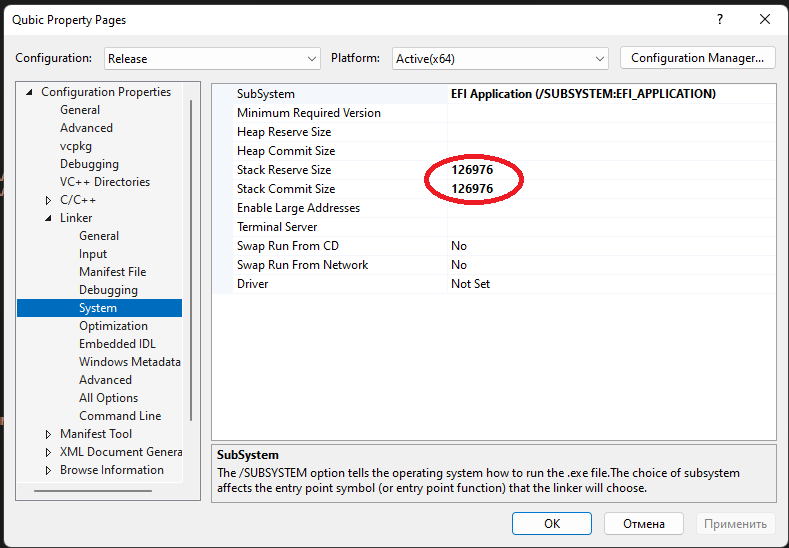 Qubic Property Pages
?
Configuration: Release Platform: Active(x64) Configuration Manager...
Configuration Properties
General
Advanced
vcpkg
Debugging
VC++ Directories
C/C++
Linker
General
Input
Manifest File
Debugging
System
Optimization
Embedded IDL
Windows Metadata
Advanced
All Options
Command Line
Manifest Tool
XML Document Genera
Browse Information
SubSystem EFI Application (/SUBSYSTEM:EFI_APPLICATION)
Minimum Required Version
Heap Reserve Size
Heap Commit Size
Stack Reserve Size 126976
Stack Commit Size 126976
Enable Large Addresses
Terminal Server
Swap Run From CD No
Swap Run From Network No
Driver Not Set
SubSystem
The /SUBSYSTEM option tells the operating system how to run the .exe file.The choice of subsystem
affects the entry point symbol (or entry point function) that the linker will choose.
OK Отмена Применить